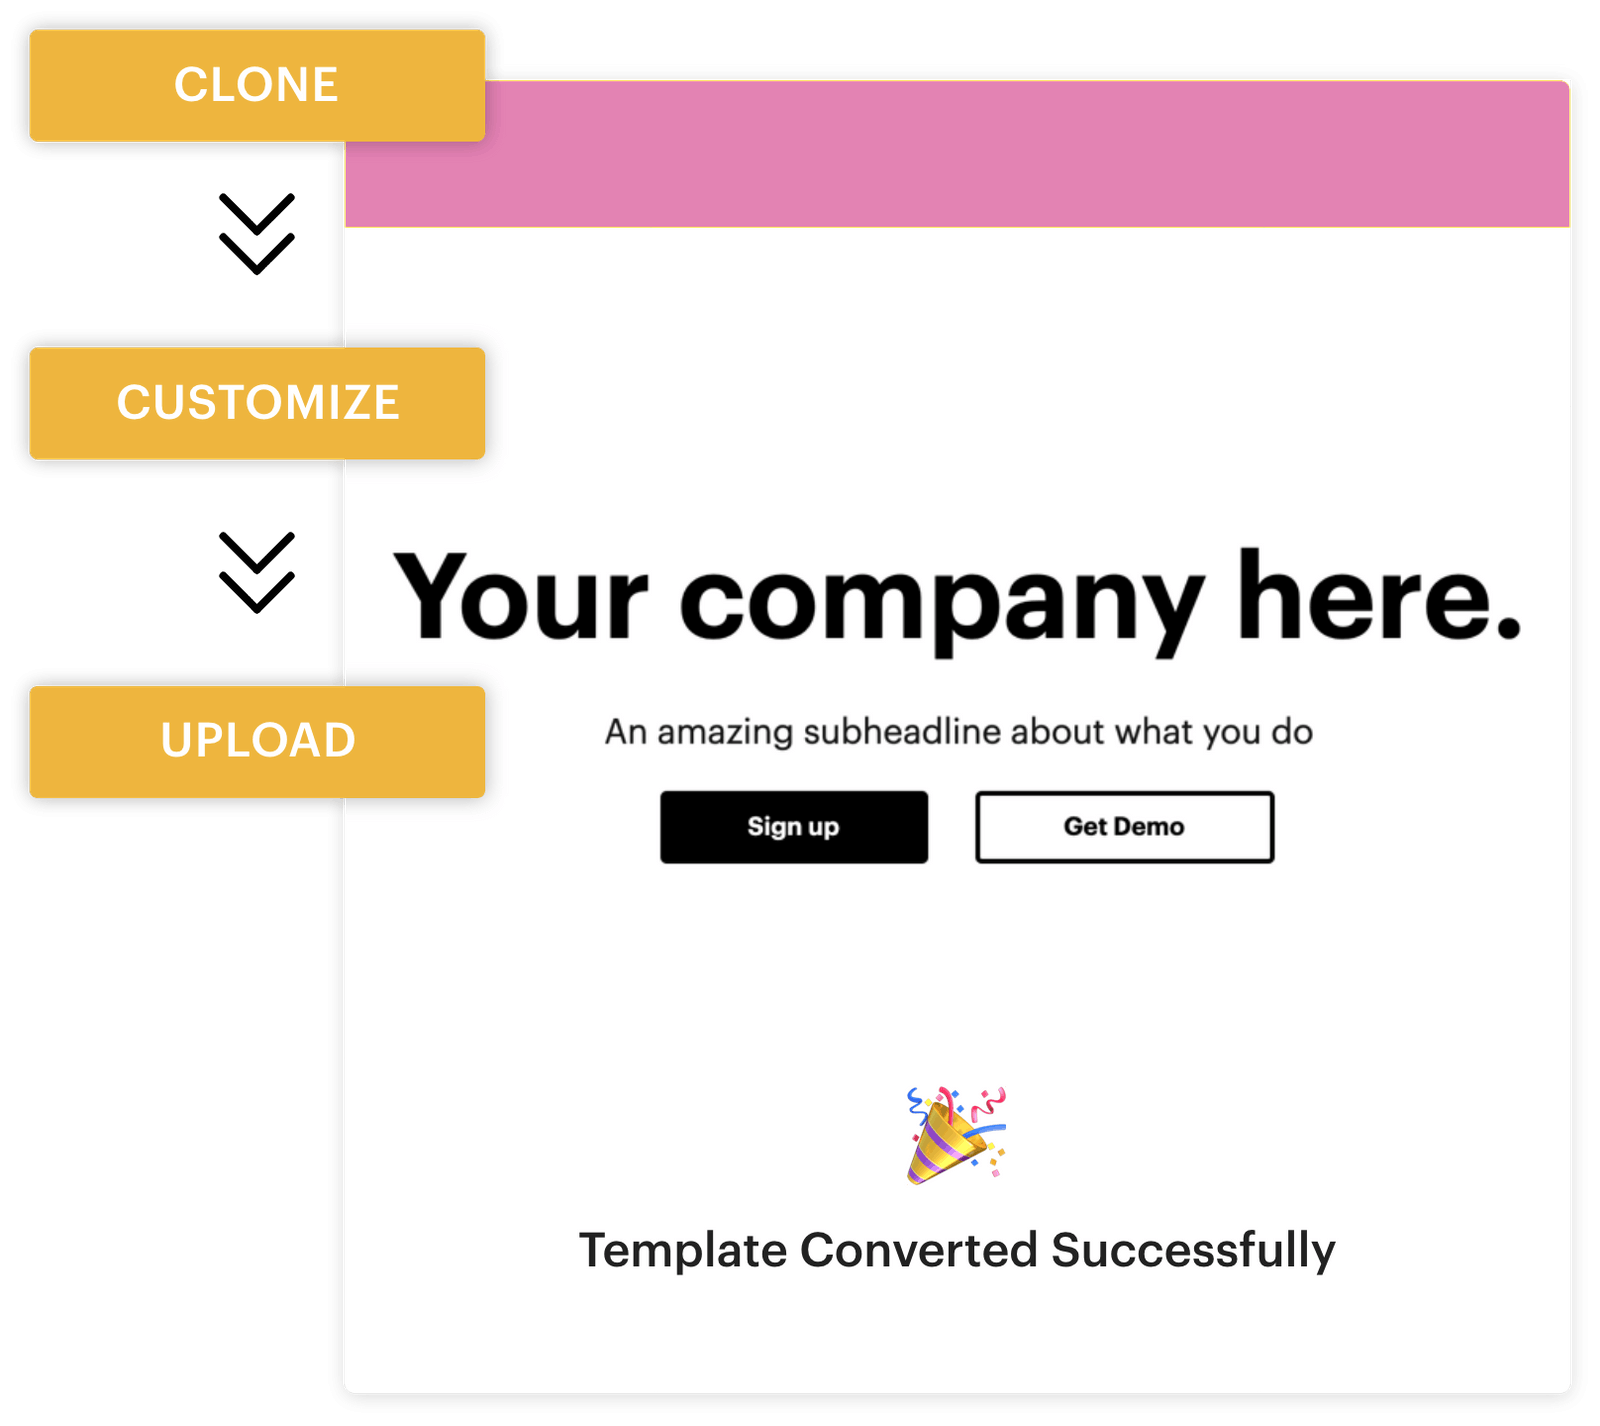 CLONE
CUSTOMIZE
UPLOAD
Your company here.
An amazing subheadline about what you do
Sign up
Get Demo
Template Converted Successfully